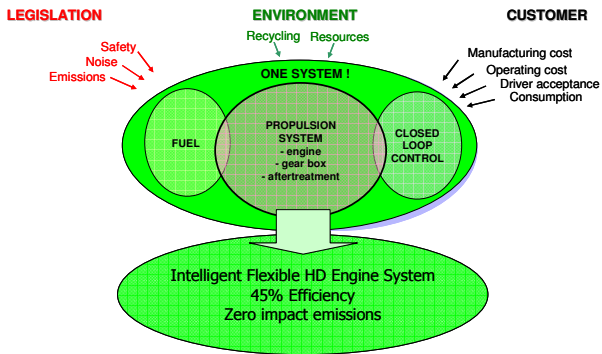 LEGISLATION
ENVIRONMENT
CUSTOMER
Safety
Noise
Emissions
Recycling
Resources
Manufacturing cost
Operating cost
Driver acceptance
Consumption
ONE SYSTEM !
FUEL
PROPULSION
SYSTEM
- engine
- gear box
- aftertreatment
CLOSED
LOOP
CONTROL
Intelligent Flexible HD Engine System
45% Efficiency
Zero impact emissions